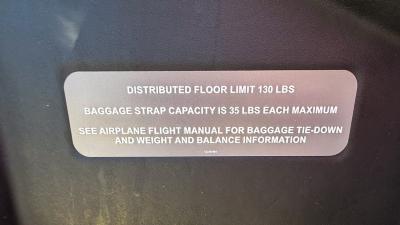 DISTRIBUTED FLOOR LIMIT 130 LBS
BAGGAGE STRAP CAPACITY IS 35 LBS EACH MAXIMUM
SEE AIRPLANE FLIGHT MANUAL FOR BAGGAGE TIE-DOWN
AND WEIGHT AND BALANCE INFORMATION